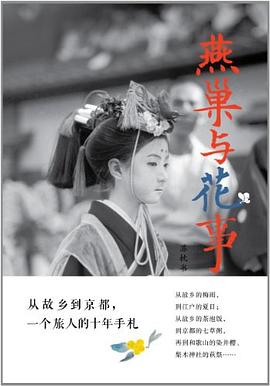 燕巢与花事
苏枕书
从故乡到京都，
一个旅人的十年手札
从故乡的梅雨，
到江户的夏日；
从故乡的茶泡饭，
到京都的七草粥，
再到和歌山的染井樱、
梨木神社的萩祭……